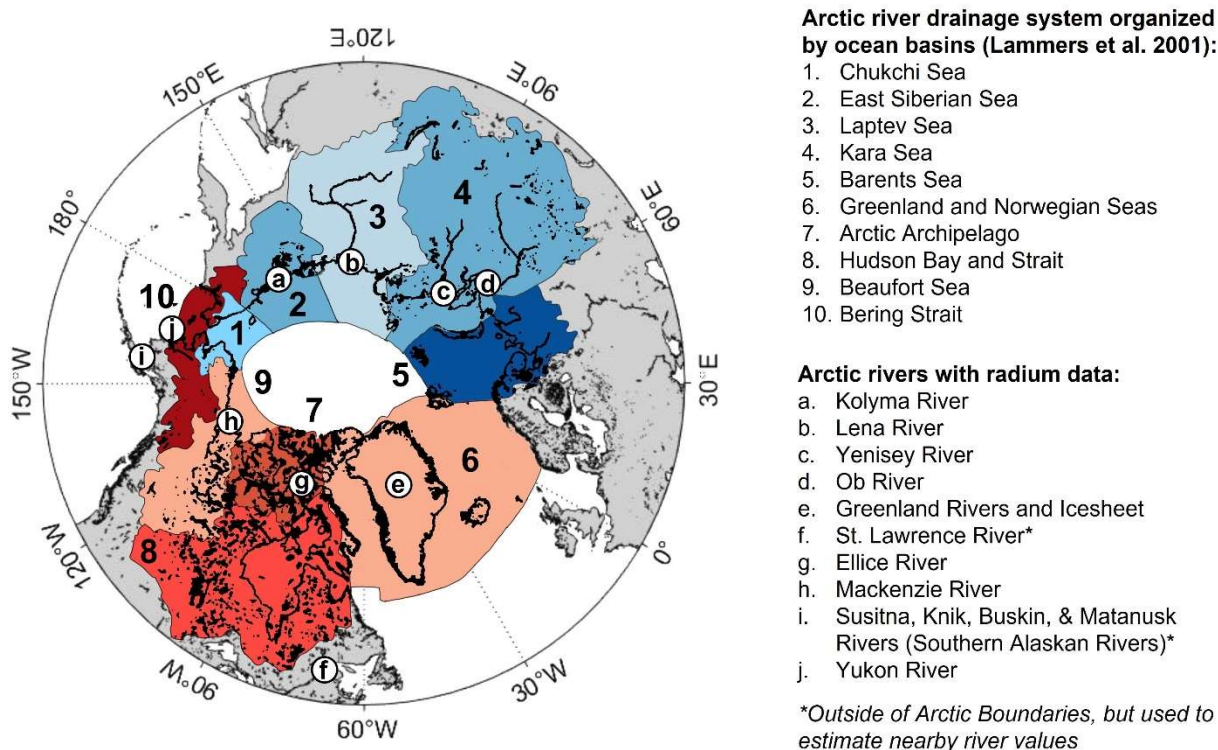 120°E
150°E
90°E
60°E
180°
30°E
150°W
0°
120°W
30°W
90°W
60°W
4
3
b
a
c
d
10
2
j
1
i
5
9
7
h
6
g
e
8
f
Arctic river drainage system organized
by ocean basins (Lammers et al. 2001):
1. Chukchi Sea
2. East Siberian Sea
3. Laptev Sea
4. Kara Sea
5. Barents Sea
6. Greenland and Norwegian Seas
7. Arctic Archipelago
8. Hudson Bay and Strait
9. Beaufort Sea
10. Bering Strait
Arctic rivers with radium data:
a. Kolyma River
b. Lena River
c. Yenisey River
d. Ob River
e. Greenland Rivers and Icesheet
f. St. Lawrence River*
g. Ellice River
h. Mackenzie River
i. Susitna, Knik, Buskin, & Matanusk
Rivers (Southern Alaskan Rivers)*
j. Yukon River
*Outside of Arctic Boundaries, but used to
estimate nearby river values